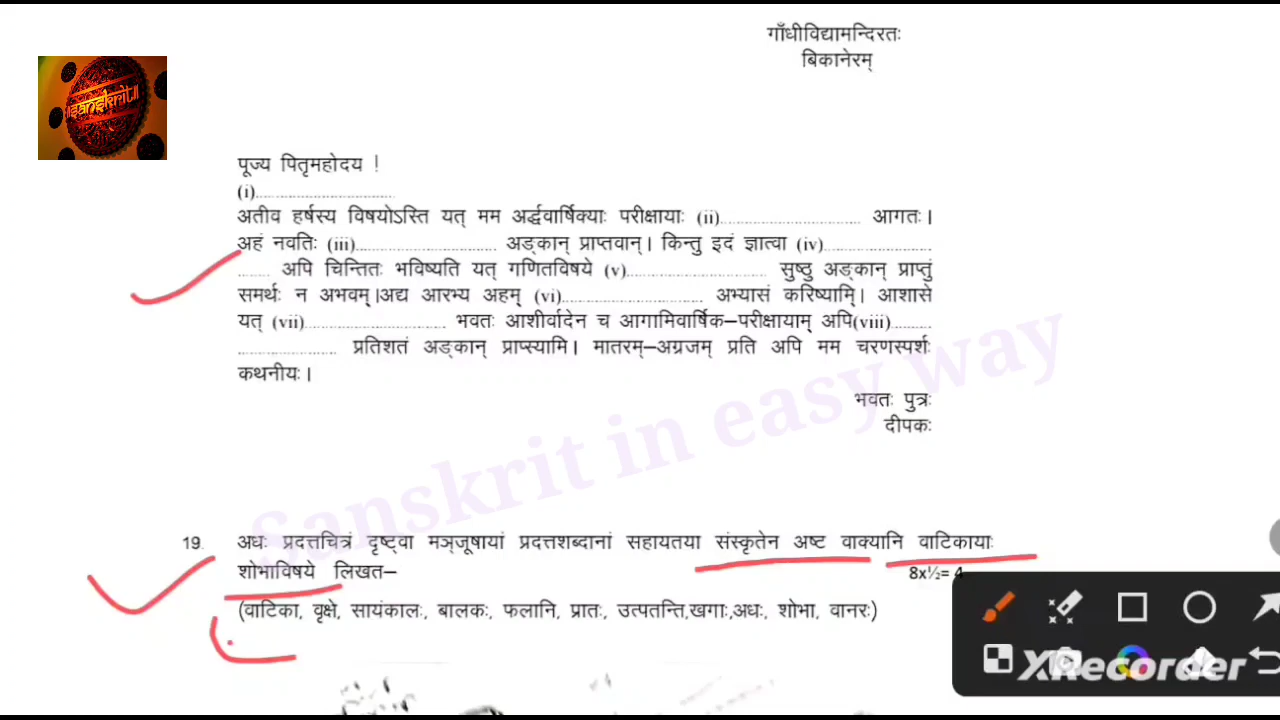 गाँधीविद्यामन्दिरतः
बिकानेरम्
॥sanskrit॥
पूज्य पितृमहोदय !
(i)..............................
अतीव हर्षस्य विषयोऽस्ति यत् मम अर्द्धवार्षिक्याः परीक्षायाः (ii).............................. आगतः।
अहं नवतिः (iii).............................. अङ्कान् प्राप्तवान्। किन्तु इदं ज्ञात्वा (iv)........................
....... अपि चिन्तितः भविष्यति यत् गणितविषये (v).............................. सुष्ठु अङ्कान् प्राप्तुं
समर्थः न अभवम्।अद्य आरभ्य अहम् (vi).............................. अभ्यासं करिष्यामि। आशासे
यत् (vii).............................. भवतः आशीर्वादेन च आगामिवार्षिक–परीक्षायाम् अपि(viii).........
..................... प्रतिशतं अङ्कान् प्राप्स्यामि। मातरम्–अग्रजम् प्रति अपि मम चरणस्पर्शः
कथनीयः।
भवतः पुत्रः
दीपकः
Sanskrit in easy way
19. अधः प्रदत्तचित्रं दृष्ट्वा मञ्जूषायां प्रदत्तशब्दानां सहायतया संस्कृतेन अष्ट वाक्यानि वाटिकायाः
शोभाविषये लिखत–
8x½= 4
(वाटिका, वृक्षे, सायंकालः, बालकः, फलानि, प्रातः, उत्पतन्ति,खगाः,अधः, शोभा, वानरः)
XRecorder